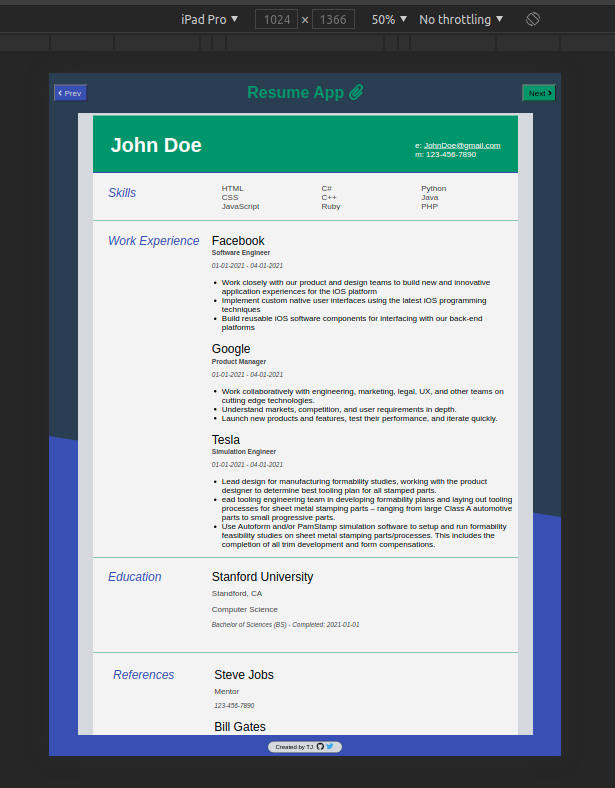 iPad Pro ▼ 1024 × 1366 50% ▼ No throttling ▼
Resume App
Prev
Next
John Doe
e: JohnDoe@gmail.com
m: 123-456-7890
Skills
HTML C# Python
CSS C++ Java
JavaScript Ruby PHP
Work Experience
Facebook
Software Engineer
01-01-2021 - 04-01-2021
• Work closely with our product and design teams to build new and innovative
application experiences for the iOS platform
• Implement custom native user interfaces using the latest iOS programming
techniques
• Build reusable iOS software components for interfacing with our back-end
platforms
Google
Product Manager
01-01-2021 - 04-01-2021
• Work collaboratively with engineering, marketing, legal, UX, and other teams on
cutting edge technologies.
• Understand markets, competition, and user requirements in depth.
• Launch new products and features, test their performance, and iterate quickly.
Tesla
Simulation Engineer
01-01-2021 - 04-01-2021
• Lead design for manufacturing formability studies, working with the product
designer to determine best tooling plan for all stamped parts.
• ead tooling engineering team in developing formability plans and laying out tooling
processes for sheet metal stamping parts – ranging from large Class A automotive
parts to small progressive parts.
• Use Autoform and/or PamStamp simulation software to setup and run formability
feasibility studies on sheet metal stamping parts/processes. This includes the
completion of all trim development and form compensations.
Education
Stanford University
Standford, CA
Computer Science
Bachelor of Sciences (BS) - Completed: 2021-01-01
References
Steve Jobs
Mentor
123-456-7890
Bill Gates
Created by TJ